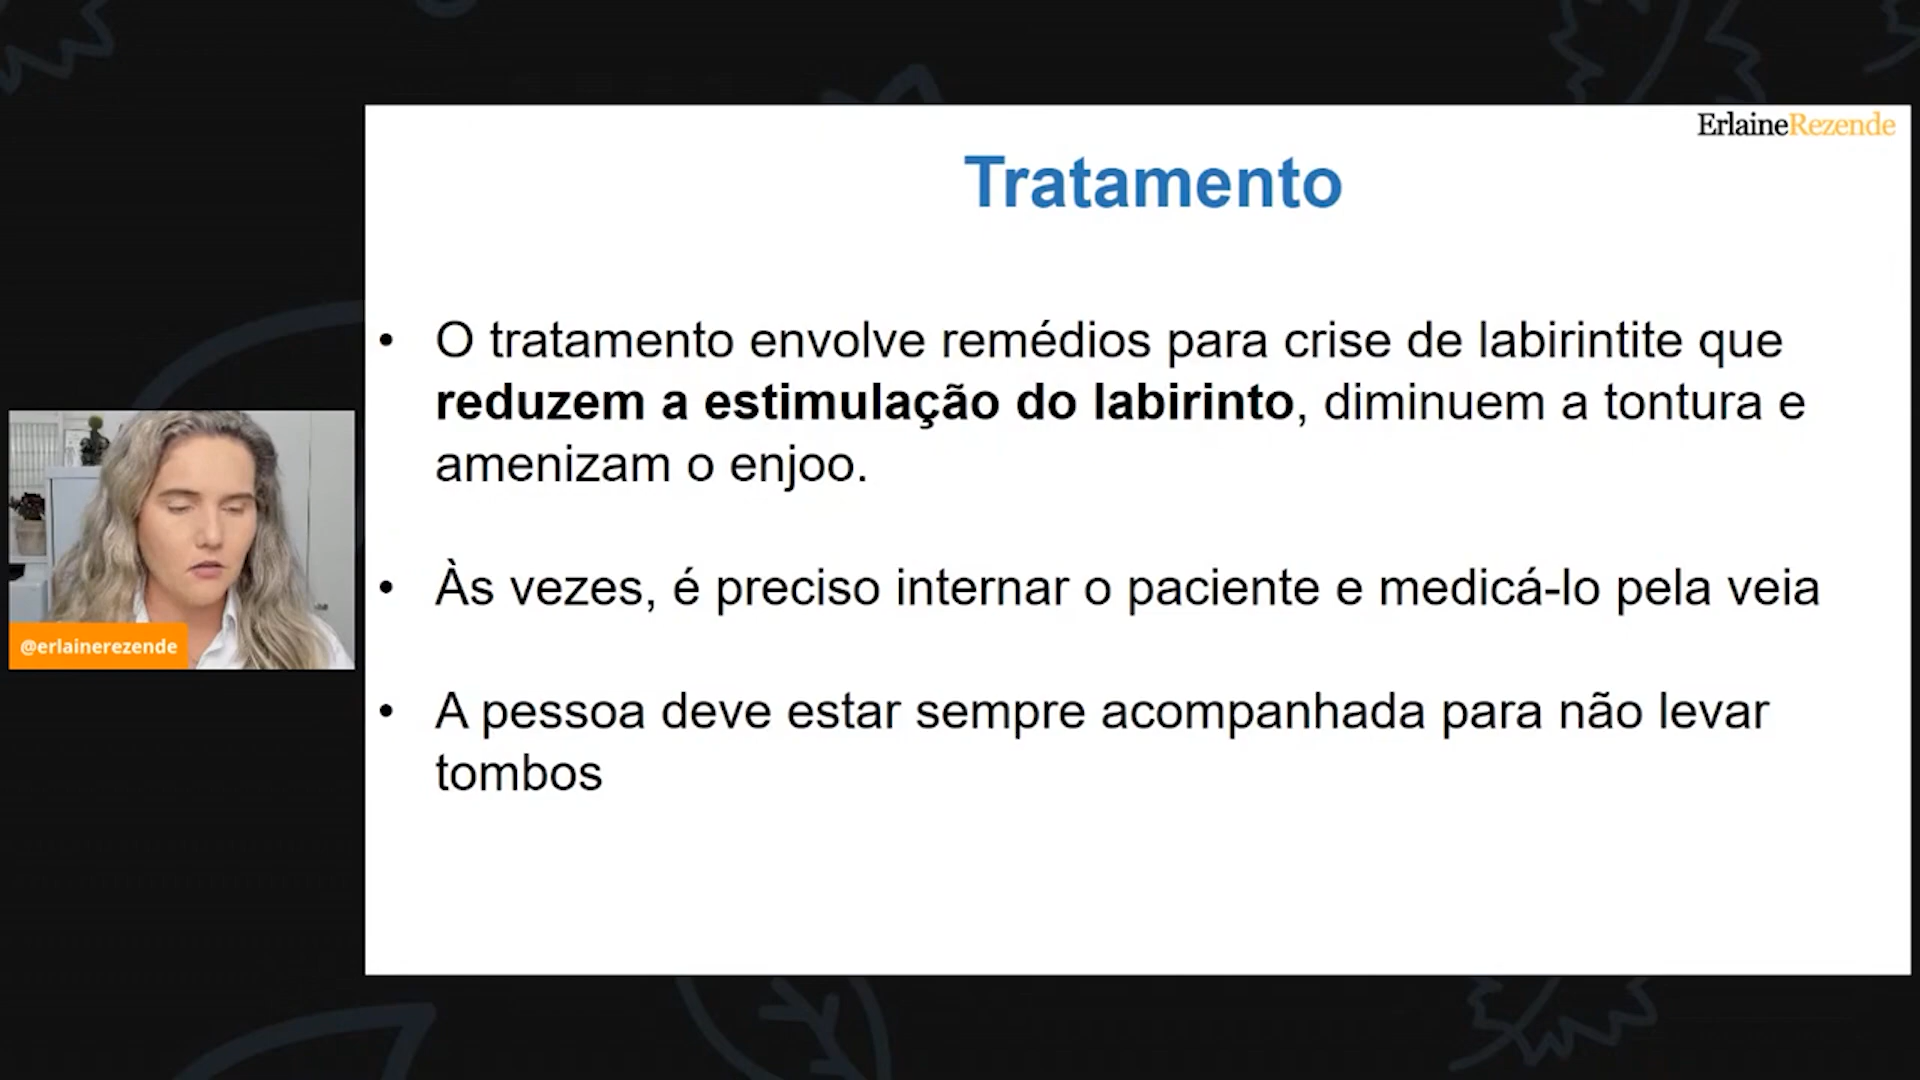 ErlaineRezende
Tratamento
• O tratamento envolve remédios para crise de labirintite que
reduzem a estimulação do labirinto, diminuem a tontura e
amenizam o enjoo.
• Às vezes, é preciso internar o paciente e medicá-lo pela veia
• A pessoa deve estar sempre acompanhada para não levar
tombos
@erlainerezende